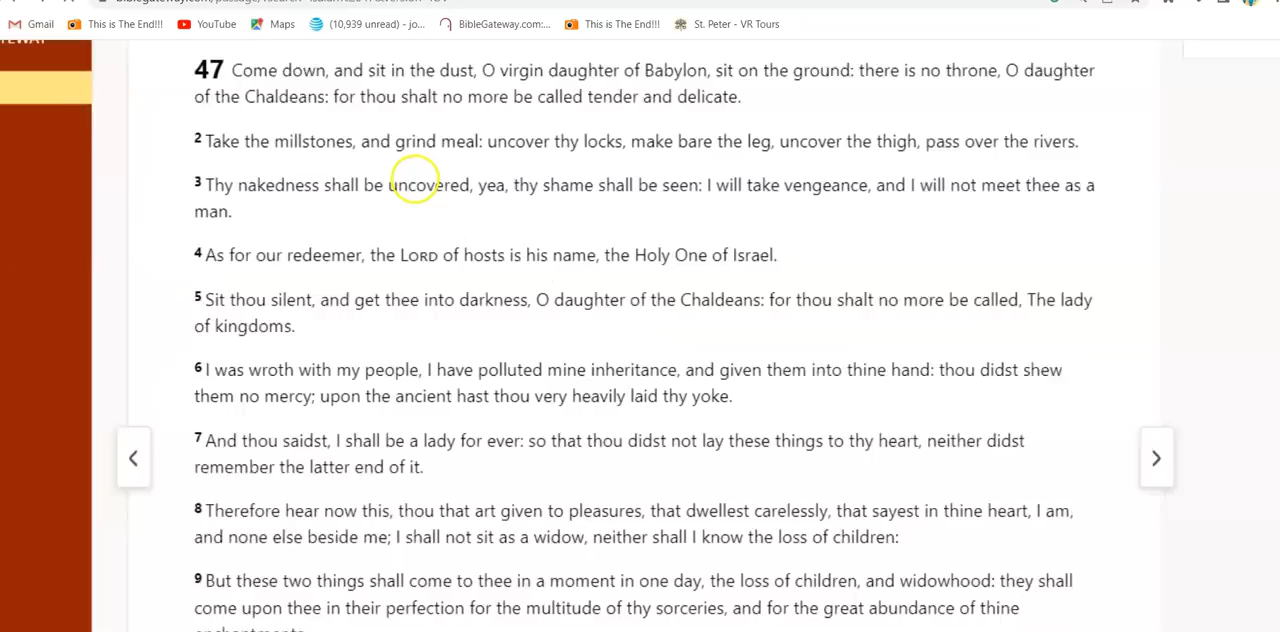 Gmail This is The End!!! YouTube Maps (10,939 unread) - jo... BibleGateway.com:... This is The End!!! St. Peter - VR Tours
47 Come down, and sit in the dust, O virgin daughter of Babylon, sit on the ground: there is no throne, O daughter
of the Chaldeans: for thou shalt no more be called tender and delicate.
2 Take the millstones, and grind meal: uncover thy locks, make bare the leg, uncover the thigh, pass over the rivers.
3 Thy nakedness shall be uncovered, yea, thy shame shall be seen: I will take vengeance, and I will not meet thee as a
man.
4 As for our redeemer, the LORD of hosts is his name, the Holy One of Israel.
5 Sit thou silent, and get thee into darkness, O daughter of the Chaldeans: for thou shalt no more be called, The lady
of kingdoms.
6 I was wroth with my people, I have polluted mine inheritance, and given them into thine hand: thou didst shew
them no mercy; upon the ancient hast thou very heavily laid thy yoke.
7 And thou saidst, I shall be a lady for ever: so that thou didst not lay these things to thy heart, neither didst
remember the latter end of it.
8 Therefore hear now this, thou that art given to pleasures, that dwellest carelessly, that sayest in thine heart, I am,
and none else beside me; I shall not sit as a widow, neither shall I know the loss of children:
9 But these two things shall come to thee in a moment in one day, the loss of children, and widowhood: they shall
come upon thee in their perfection for the multitude of thy sorceries, and for the great abundance of thine